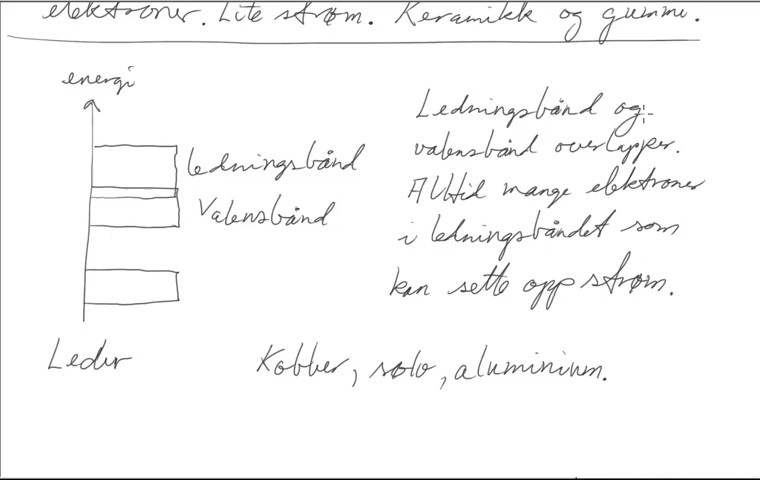 elektroner. Lite strøm. Keramikk og gummi.
energi
Ledningsbånd og
valensbånd overlapper.
ledningsbånd
Alltid mange elektroner
Valensbånd
i ledningsbåndet som
kan sette opp strøm.
Leder
Kobber, sølv, aluminium.